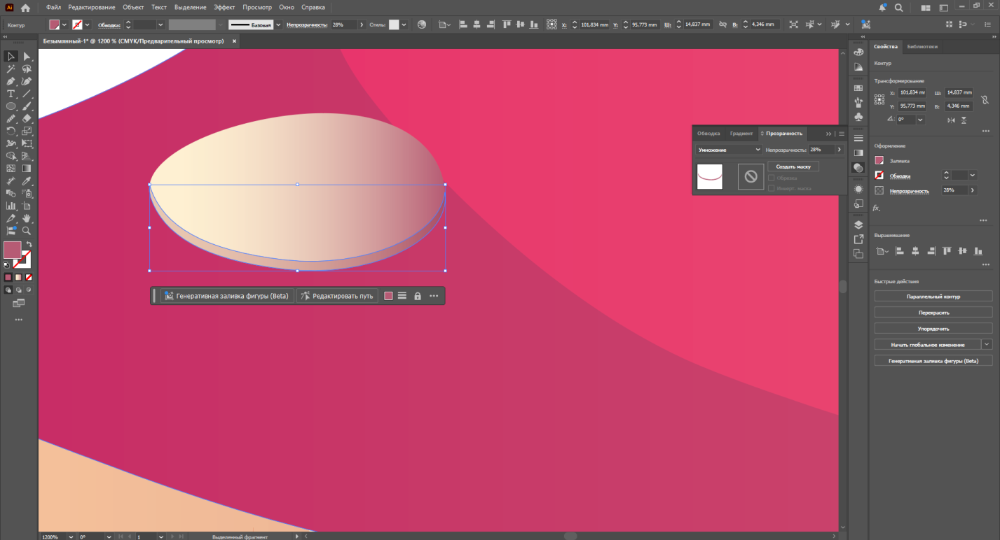 Ai Файл Редактирование Объект Текст Выделение Эффект Просмотр Окно Справка
Контур Обводка: Базовая Непрозрачность: 28% Стили: X: 101,834 mm Y: 95,773 mm Ш: 14,837 mm В: 4,346 mm
Безымянный-1* @ 1200 % (CMYK/Предварительный просмотр) ×
Обводка Градиент Прозрачность
Умножение Непрозрачность: 28%
Создать маску
Обрезка
Инверт. маска
Генеративная заливка фигуры (Beta) Редактировать путь
Свойства Библиотеки
Контур
Трансформирование
X: 101,834 mr Ш: 14,837 mm
Y: 95,773 mm В: 4,346 mm
0°
Оформление
Заливка
Обводка
Непрозрачность 28%
fx.
Выравнивание
Быстрые действия
Параллельный контур
Перекрасить
Упорядочить
Начать глобальное изменение
Генеративная заливка фигуры (Beta)
1200% 0° 1 Выделенный фрагмент